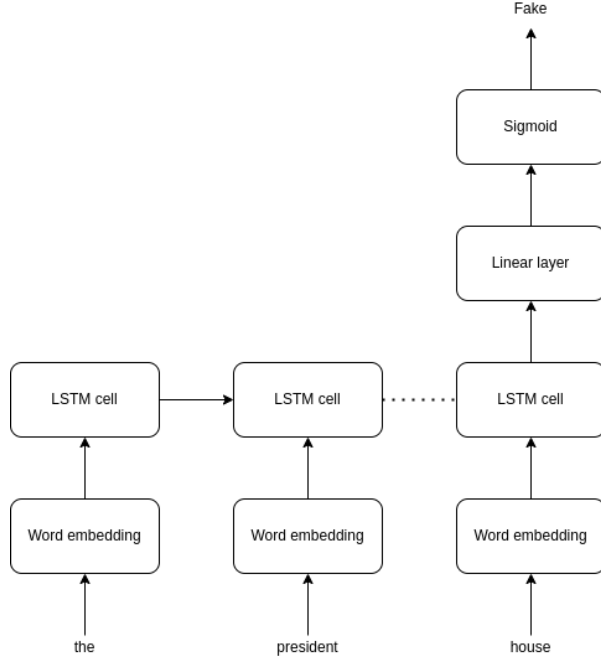 Fake
Sigmoid
Linear layer
LSTM cell LSTM cell LSTM cell
Word embedding Word embedding Word embedding
the president house